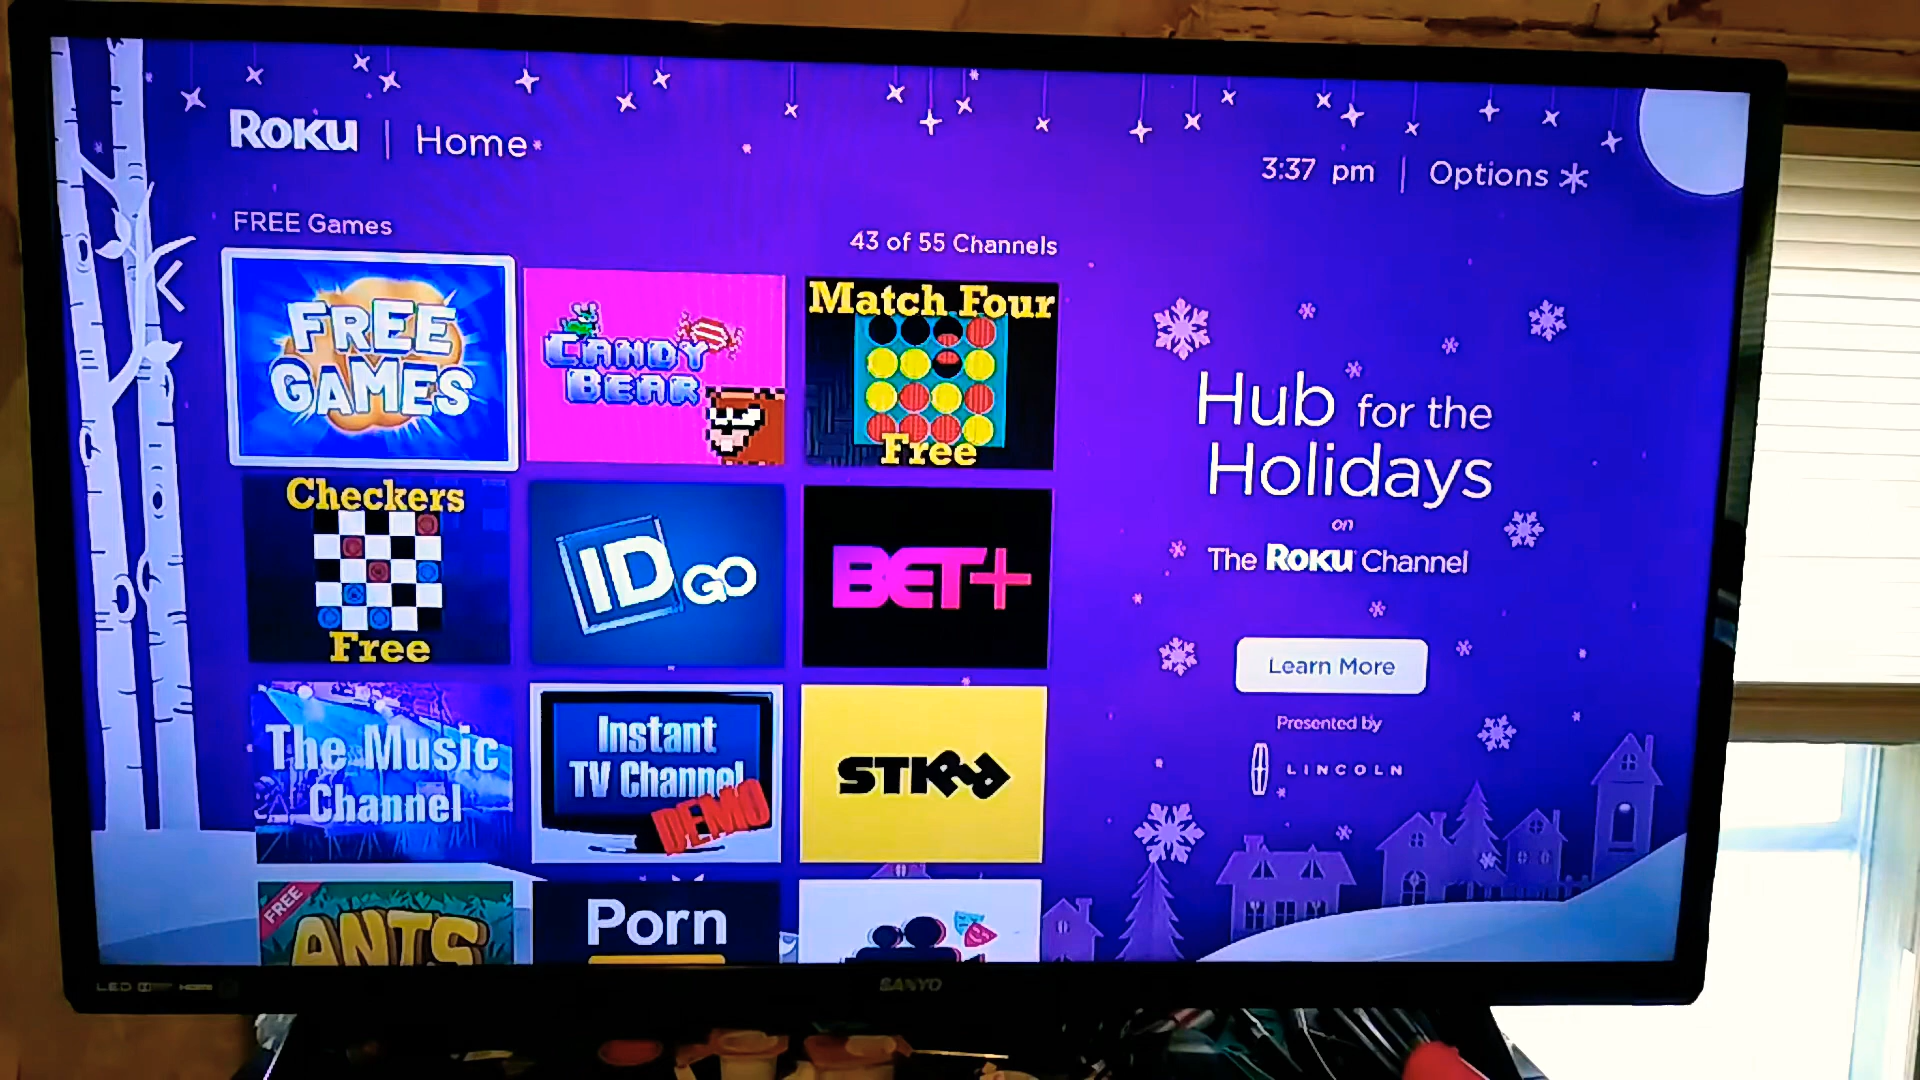 Roku | Home
3:37 pm | Options
FREE Games
43 of 55 Channels
FREE
GAMES
CANDY
BEAR
Match Four
Free
Checkers
Free
ID GO
BET+
The Music
Channel
Instant
TV Channel
DEMO
STIRR
FREE
ANTS
Porn
Hub for the
Holidays
on
The Roku Channel
Learn More
Presented by
LINCOLN
LED
HDMI
SANYO